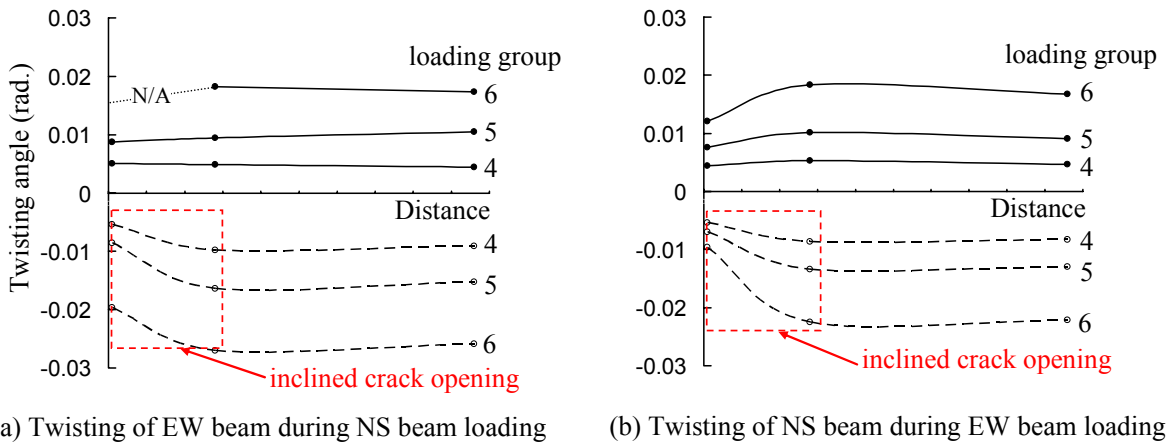 0.03
0.02
0.01
0
-0.01
-0.02
-0.03
Twisting angle (rad.)
loading group
N/A
6
5
4
Distance
4
5
6
inclined crack opening
a) Twisting of EW beam during NS beam loading
0.03
0.02
0.01
0
-0.01
-0.02
-0.03
loading group
6
5
4
Distance
4
5
6
inclined crack opening
(b) Twisting of NS beam during EW beam loading